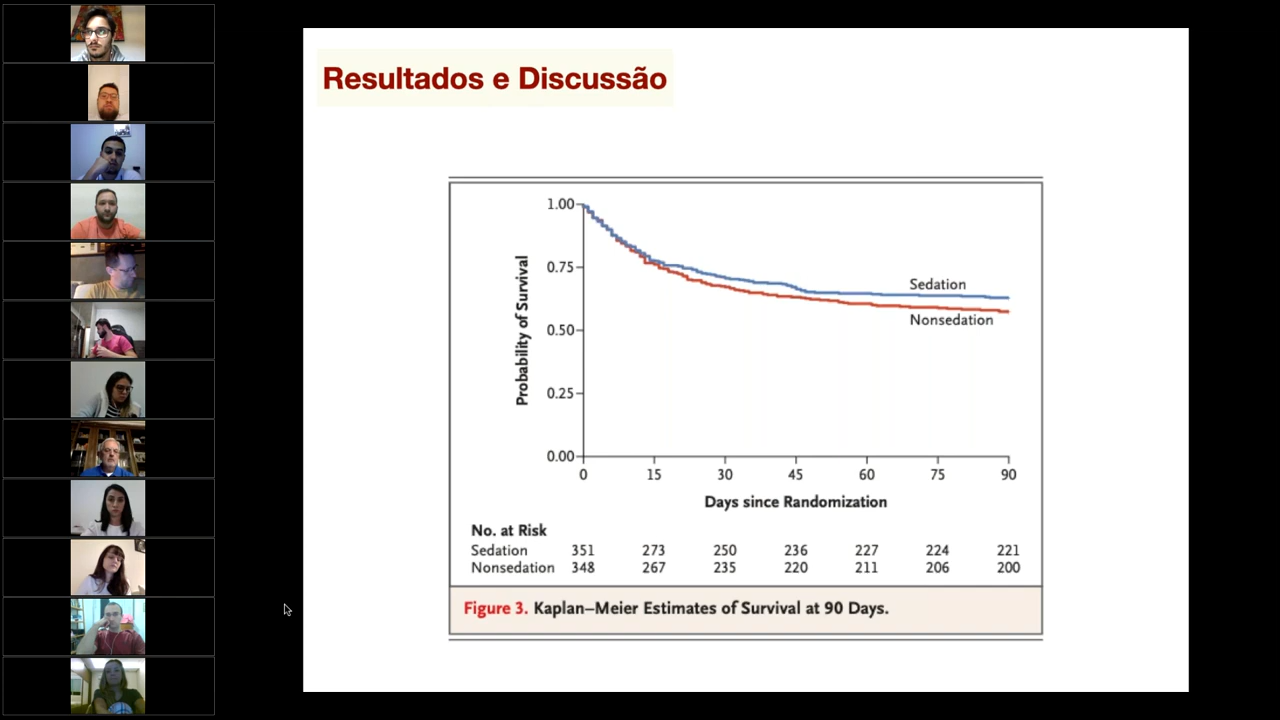 Resultados e Discussão
1.00
0.75
0.50
0.25
0.00
Probability of Survival
Sedation
Nonsedation
0 15 30 45 60 75 90
Days since Randomization
No. at Risk
Sedation 351 273 250 236 227 224 221
Nonsedation 348 267 235 220 211 206 200
Figure 3. Kaplan–Meier Estimates of Survival at 90 Days.